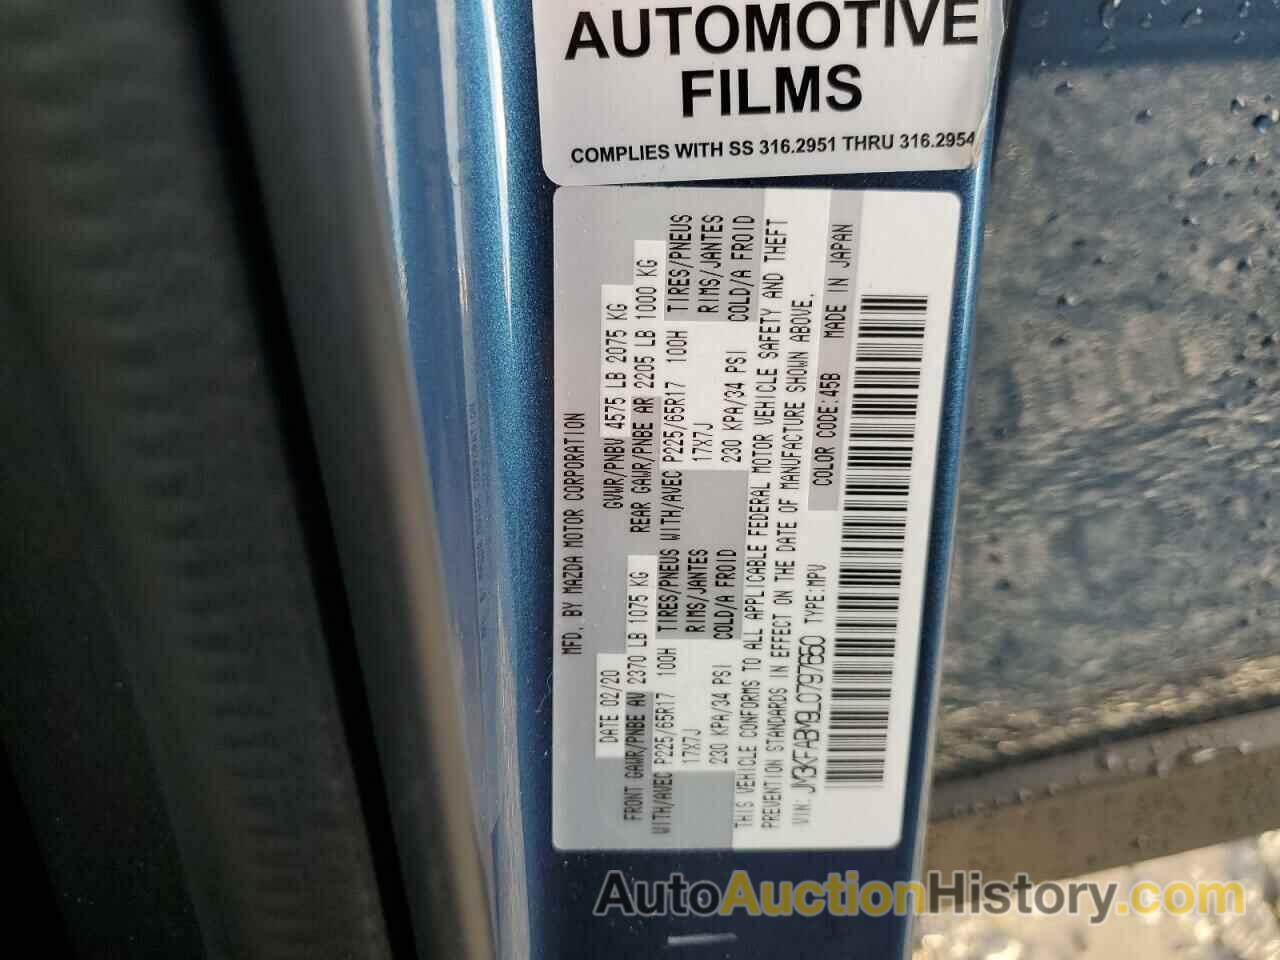 AUTOMOTIVE
FILMS
COMPLIES WITH SS 316.2951 THRU 316.2954
MFD. BY MAZDA MOTOR CORPORATION
DATE 02/20 GVWR/PNBV 4575 LB 2075 KG
FRONT GAWR/PNBE AV 2370 LB 1075 KG REAR GAWR/PNBE AR 2205 LB 1000 KG
WITH/AVEC P225/65R17 100H TIRES/PNEUS WITH/AVEC P225/65R17 100H TIRES/PNEUS
17X7J RIMS/JANTES 17X7J RIMS/JANTES
230 KPA/34 PSI COLD/A FROID 230 KPA/34 PSI COLD/A FROID
THIS VEHICLE CONFORMS TO ALL APPLICABLE FEDERAL MOTOR VEHICLE SAFETY AND THEFT
PREVENTION STANDARDS IN EFFECT ON THE DATE OF MANUFACTURE SHOWN ABOVE.
VIN: JM3KFABM9L0797650 TYPE:MPV COLOR CODE:45B MADE IN JAPAN
AutoAuctionHistory.com